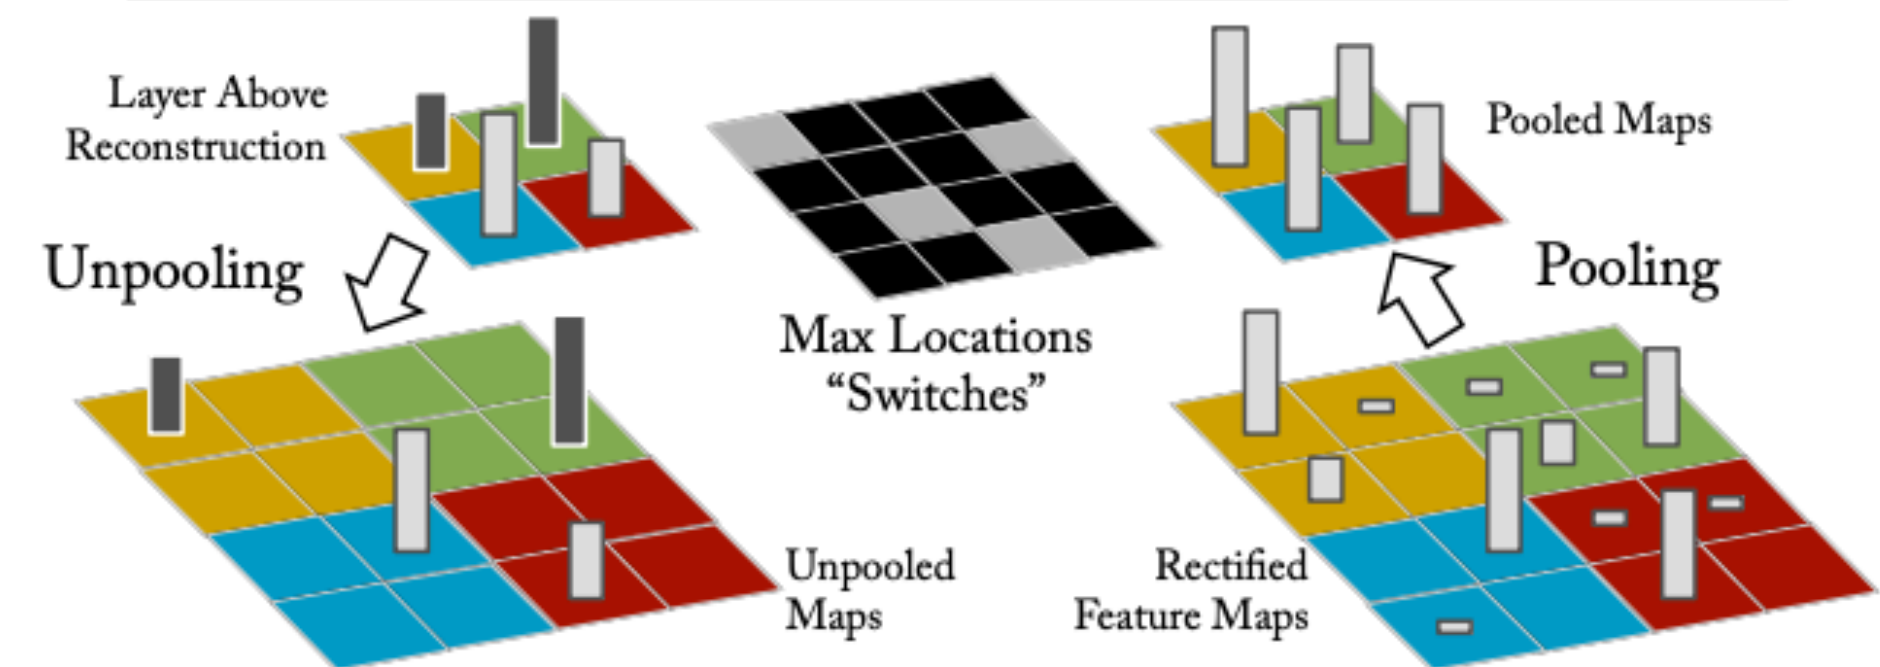 Layer Above
Reconstruction
Pooled Maps
Unpooling
Pooling
Max Locations
“Switches”
Unpooled
Maps
Rectified
Feature Maps